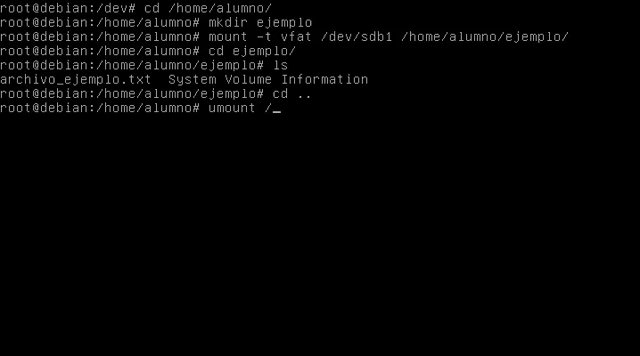 root@debian:/dev# cd /home/alumno/
root@debian:/home/alumno# mkdir ejemplo
root@debian:/home/alumno# mount -t vfat /dev/sdb1 /home/alumno/ejemplo/
root@debian:/home/alumno# cd ejemplo/
root@debian:/home/alumno/ejemplo# ls
archivo_ejemplo.txt  System Volume Information
root@debian:/home/alumno/ejemplo# cd ..
root@debian:/home/alumno# umount /_